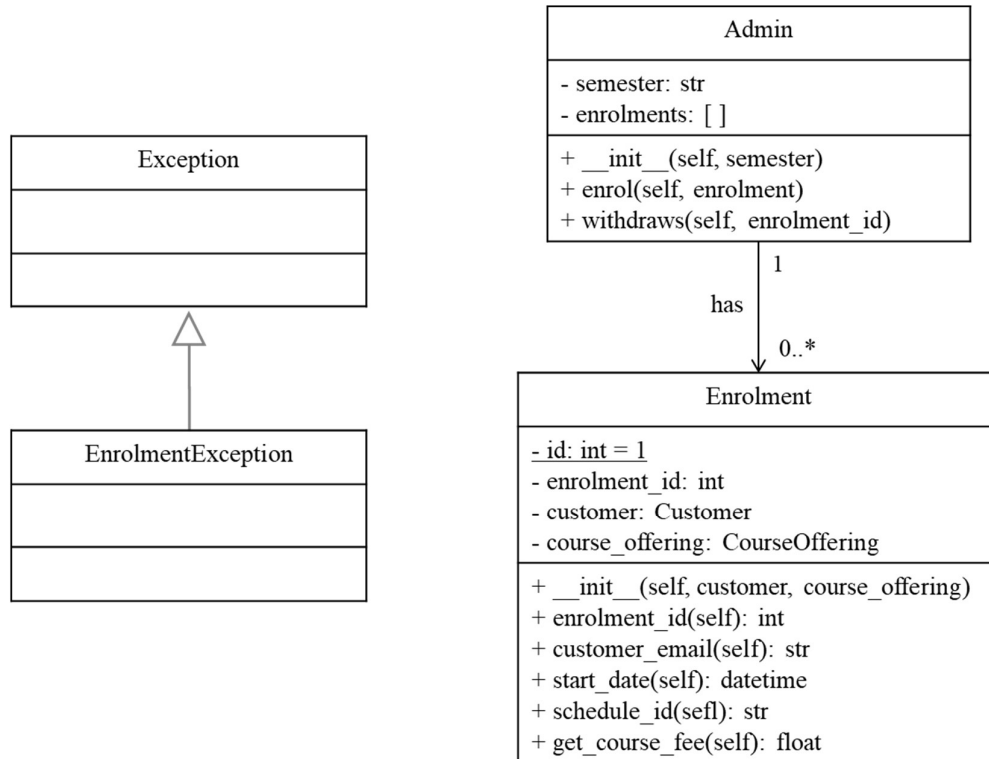 Exception
EnrolmentException
Admin
- semester: str
- enrolments: [ ]
+ __init__(self, semester)
+ enrol(self, enrolment)
+ withdraws(self, enrolment_id)
1
has
0..*
Enrolment
- id: int = 1
- enrolment_id: int
- customer: Customer
- course_offering: CourseOffering
+ __init__(self, customer, course_offering)
+ enrolment_id(self): int
+ customer_email(self): str
+ start_date(self): datetime
+ schedule_id(sefl): str
+ get_course_fee(self): float